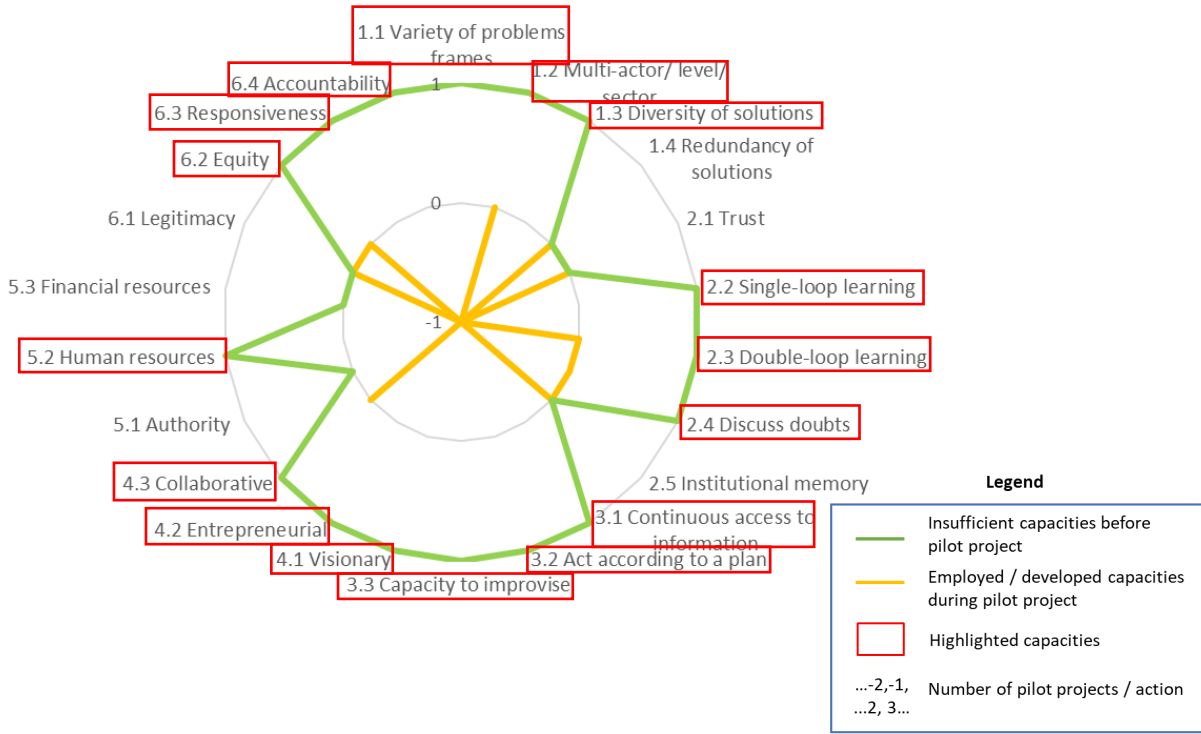 1.1 Variety of problems
frames
1.2 Multi-actor/ level/
sector
1.3 Diversity of solutions
1.4 Redundancy of
solutions
2.1 Trust
2.2 Single-loop learning
2.3 Double-loop learning
2.4 Discuss doubts
2.5 Institutional memory
3.1 Continuous access to
information
3.2 Act according to a plan
3.3 Capacity to improvise
4.1 Visionary
4.2 Entrepreneurial
4.3 Collaborative
5.1 Authority
5.2 Human resources
5.3 Financial resources
6.1 Legitimacy
6.2 Equity
6.3 Responsiveness
6.4 Accountability
1
0
-1
Legend
Insufficient capacities before
pilot project
Employed / developed capacities
during pilot project
Highlighted capacities
...-2,-1,
...2, 3...
Number of pilot projects / action